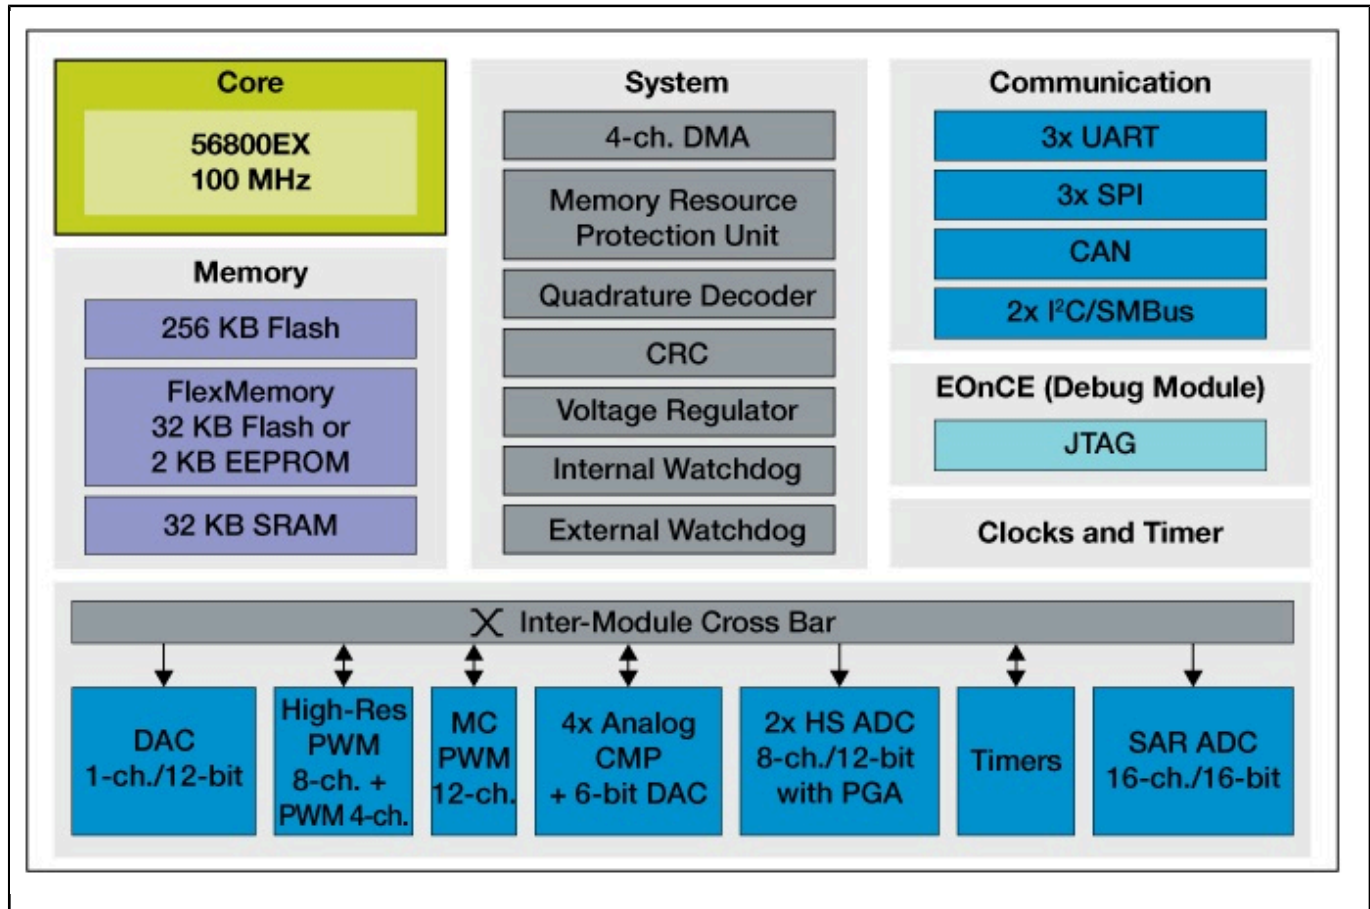 Core
56800EX
100 MHz
Memory
256 KB Flash
FlexMemory
32 KB Flash or
2 KB EEPROM
32 KB SRAM
System
4-ch. DMA
Memory Resource
Protection Unit
Quadrature Decoder
CRC
Voltage Regulator
Internal Watchdog
External Watchdog
Communication
3x UART
3x SPI
CAN
2x I²C/SMBus
EOnCE (Debug Module)
JTAG
Clocks and Timer
Inter-Module Cross Bar
DAC
1-ch./12-bit
High-Res
PWM
8-ch. +
PWM 4-ch.
MC
PWM
12-ch.
4x Analog
CMP
+ 6-bit DAC
2x HS ADC
8-ch./12-bit
with PGA
Timers
SAR ADC
16-ch./16-bit